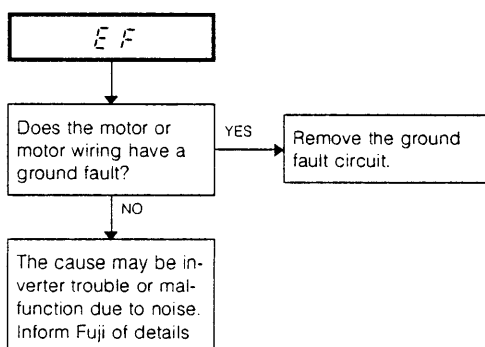 EF
Does the motor or
motor wiring have a
ground fault?
YES
Remove the ground
fault circuit.
NO
The cause may be in-
verter trouble or mal-
function due to noise.
Inform Fuji of details